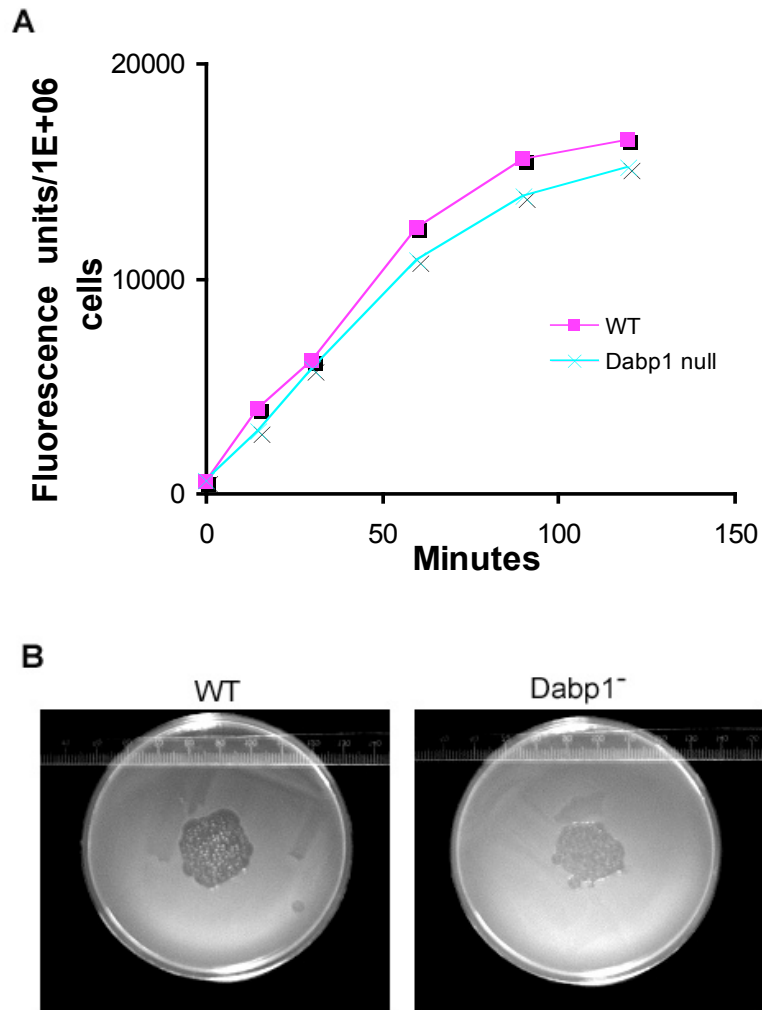 A
20000
10000
0
Fluorescence units/1E+06
cells
WT
Dabp1 null
0
50
100
150
Minutes
B
WT
Dabp1⁻